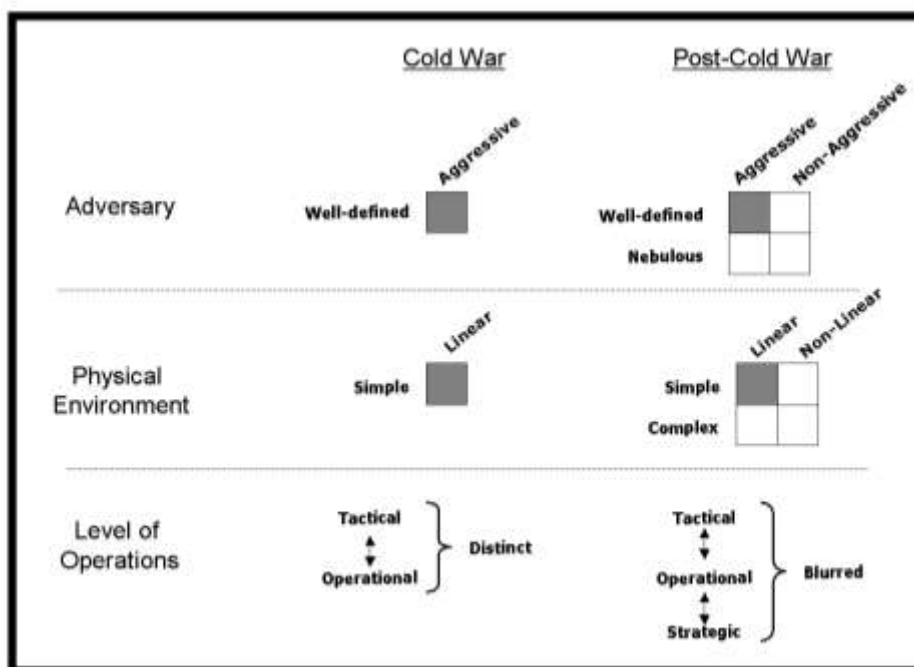 Cold War
Post-Cold War
Adversary
Aggressive
Well-defined
Aggressive
Non-Aggressive
Well-defined
Nebulous
Physical
Environment
Linear
Simple
Linear
Non-Linear
Simple
Complex
Level of
Operations
Tactical
Operational
Distinct
Tactical
Operational
Strategic
Blurred